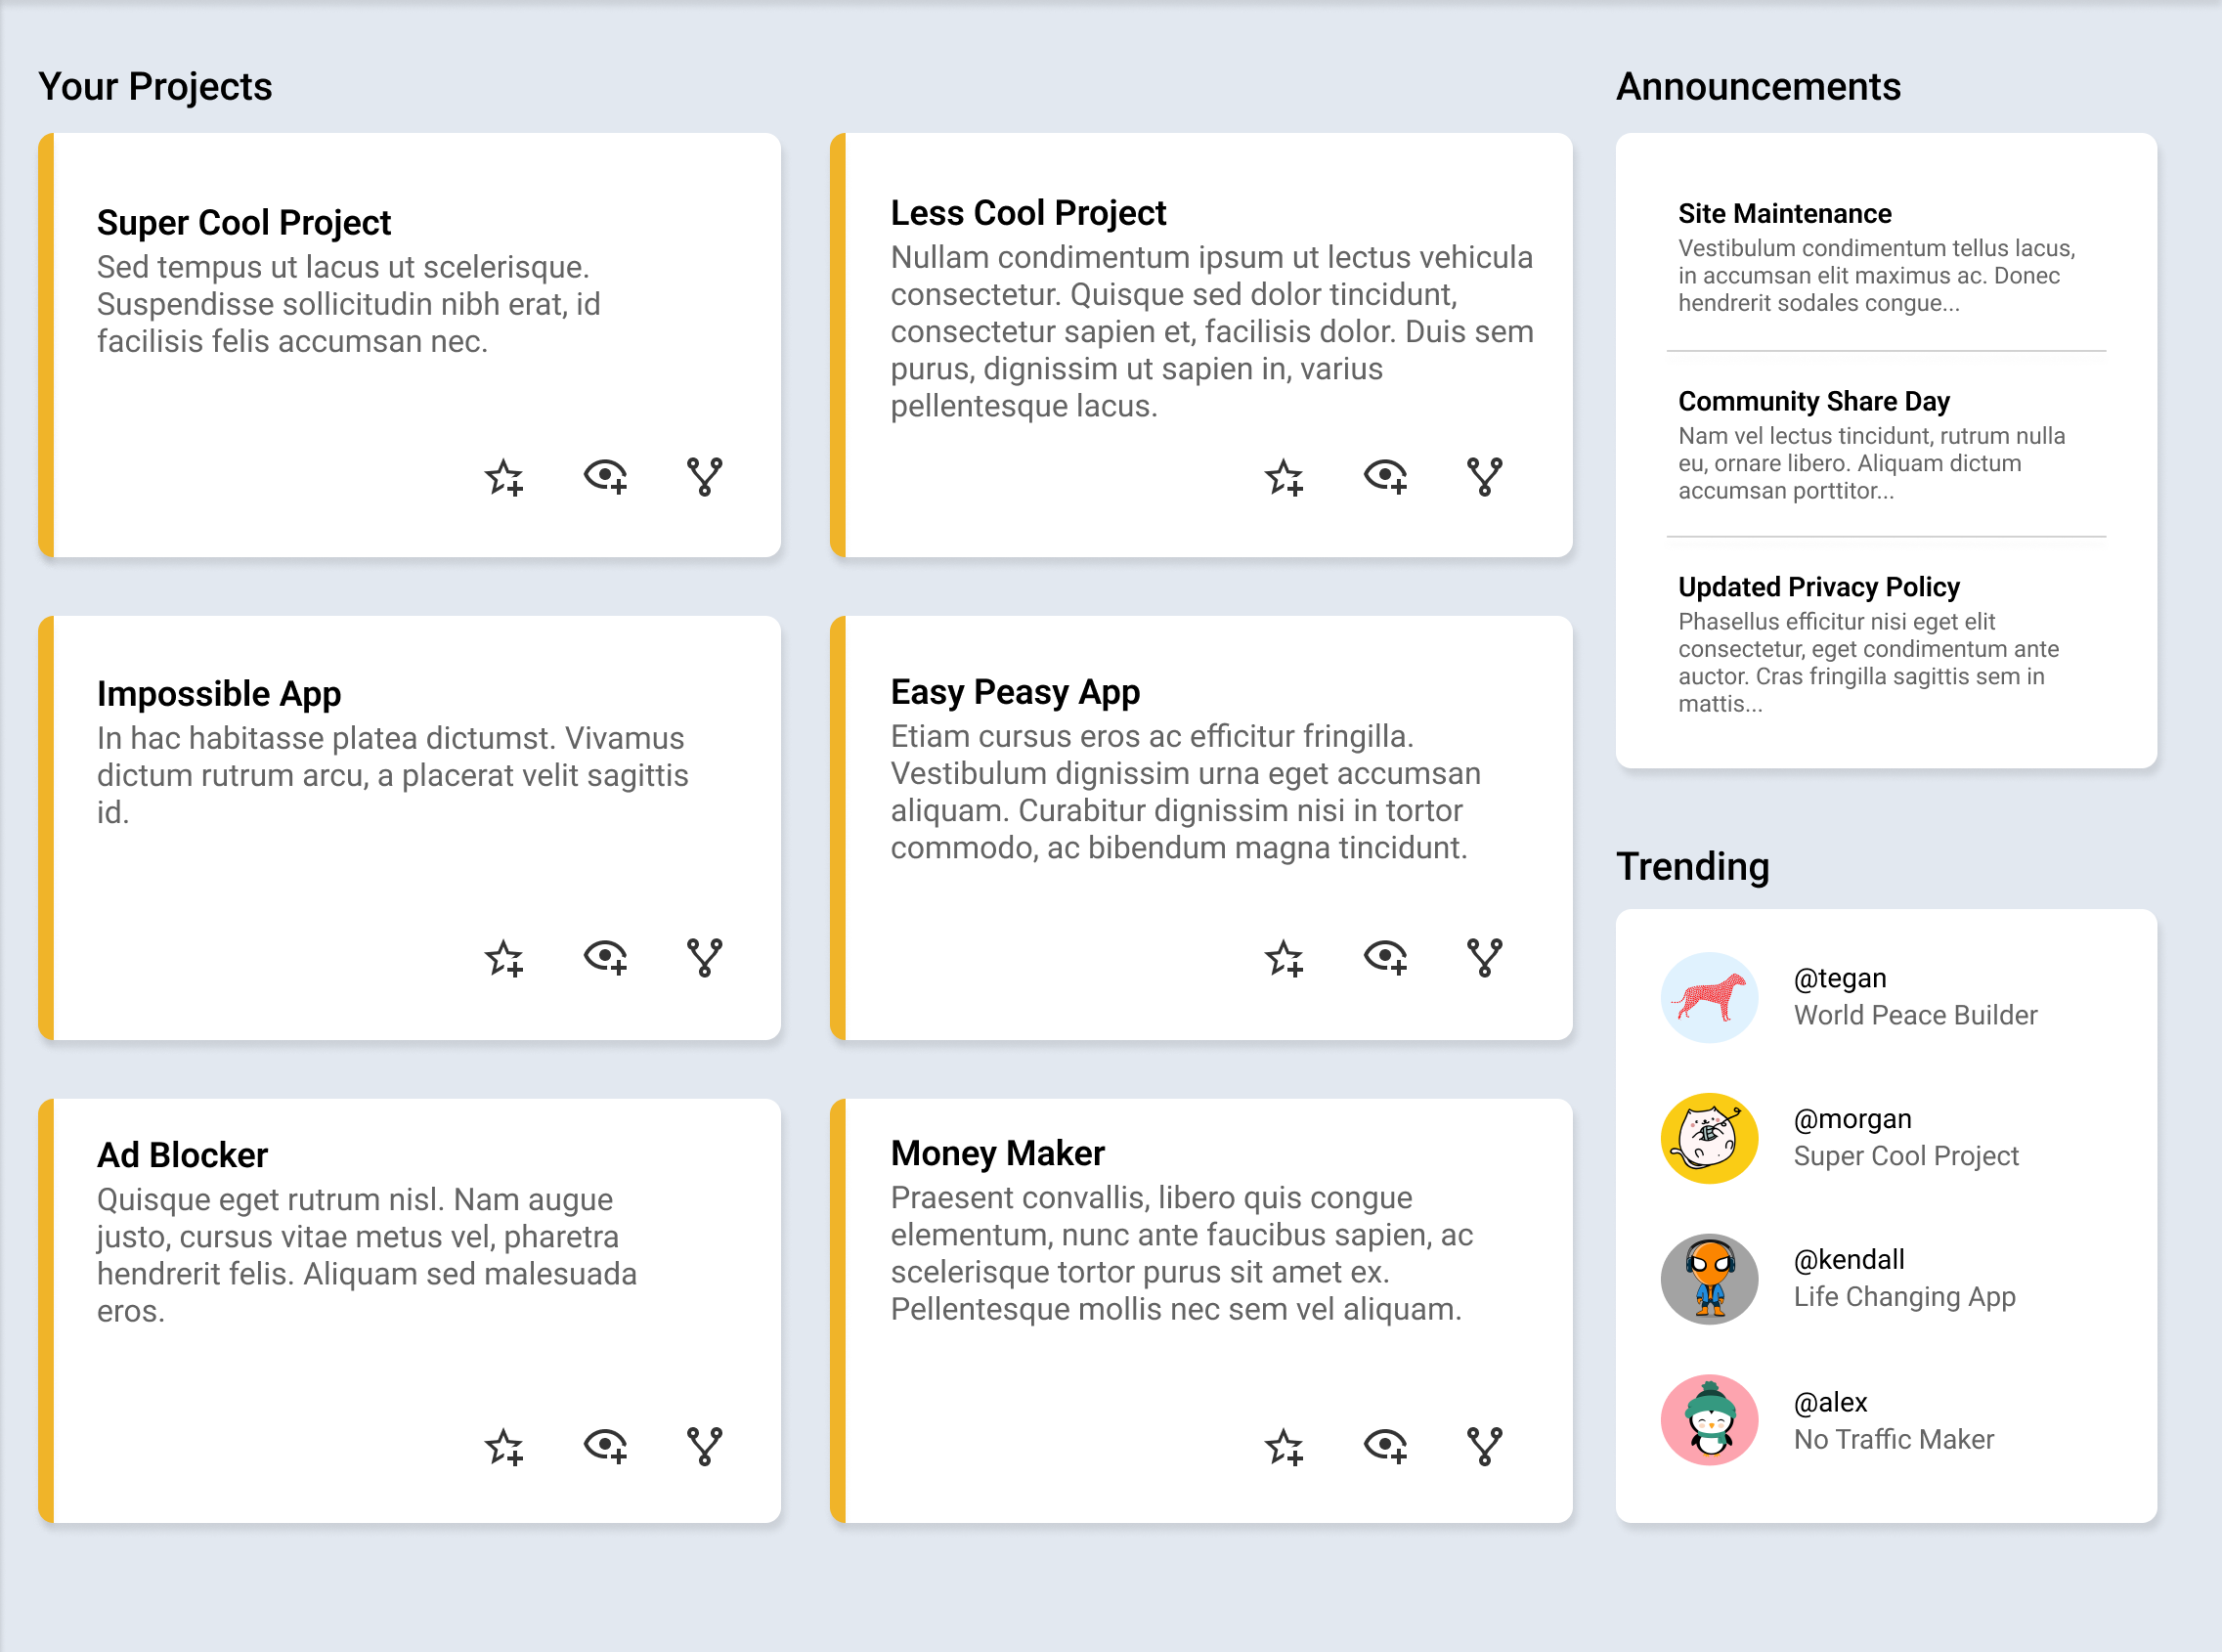 Your Projects
Super Cool Project
Sed tempus ut lacus ut scelerisque.
Suspendisse sollicitudin nibh erat, id
facilisis felis accumsan nec.
Less Cool Project
Nullam condimentum ipsum ut lectus vehicula
consectetur. Quisque sed dolor tincidunt,
consectetur sapien et, facilisis dolor. Duis sem
purus, dignissim ut sapien in, varius
pellentesque lacus.
Impossible App
In hac habitasse platea dictumst. Vivamus
dictum rutrum arcu, a placerat velit sagittis
id.
Easy Peasy App
Etiam cursus eros ac efficitur fringilla.
Vestibulum dignissim urna eget accumsan
aliquam. Curabitur dignissim nisi in tortor
commodo, ac bibendum magna tincidunt.
Ad Blocker
Quisque eget rutrum nisl. Nam augue
justo, cursus vitae metus vel, pharetra
hendrerit felis. Aliquam sed malesuada
eros.
Money Maker
Praesent convallis, libero quis congue
elementum, nunc ante faucibus sapien, ac
scelerisque tortor purus sit amet ex.
Pellentesque mollis nec sem vel aliquam.
Announcements
Site Maintenance
Vestibulum condimentum tellus lacus,
in accumsan elit maximus ac. Donec
hendrerit sodales congue...
Community Share Day
Nam vel lectus tincidunt, rutrum nulla
eu, ornare libero. Aliquam dictum
accumsan porttitor...
Updated Privacy Policy
Phasellus efficitur nisi eget elit
consectetur, eget condimentum ante
auctor. Cras fringilla sagittis sem in
mattis...
Trending
@tegan
World Peace Builder
@morgan
Super Cool Project
@kendall
Life Changing App
@alex
No Traffic Maker